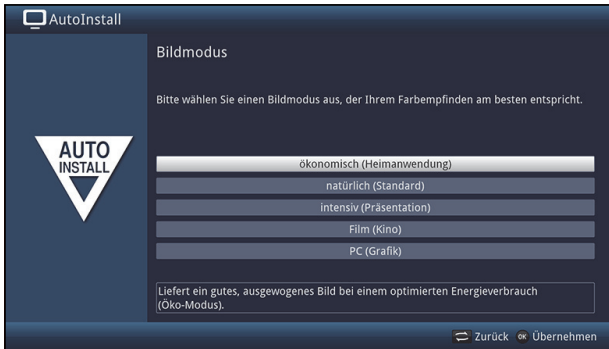 AutoInstall
Bildmodus
Bitte wählen Sie einen Bildmodus aus, der Ihrem Farbempfinden am besten entspricht.
AUTO
INSTALL
ökonomisch (Heimanwendung)
natürlich (Standard)
intensiv (Präsentation)
Film (Kino)
PC (Grafik)
Liefert ein gutes, ausgewogenes Bild bei einem optimierten Energieverbrauch
(Öko-Modus).
Zurück OK Übernehmen